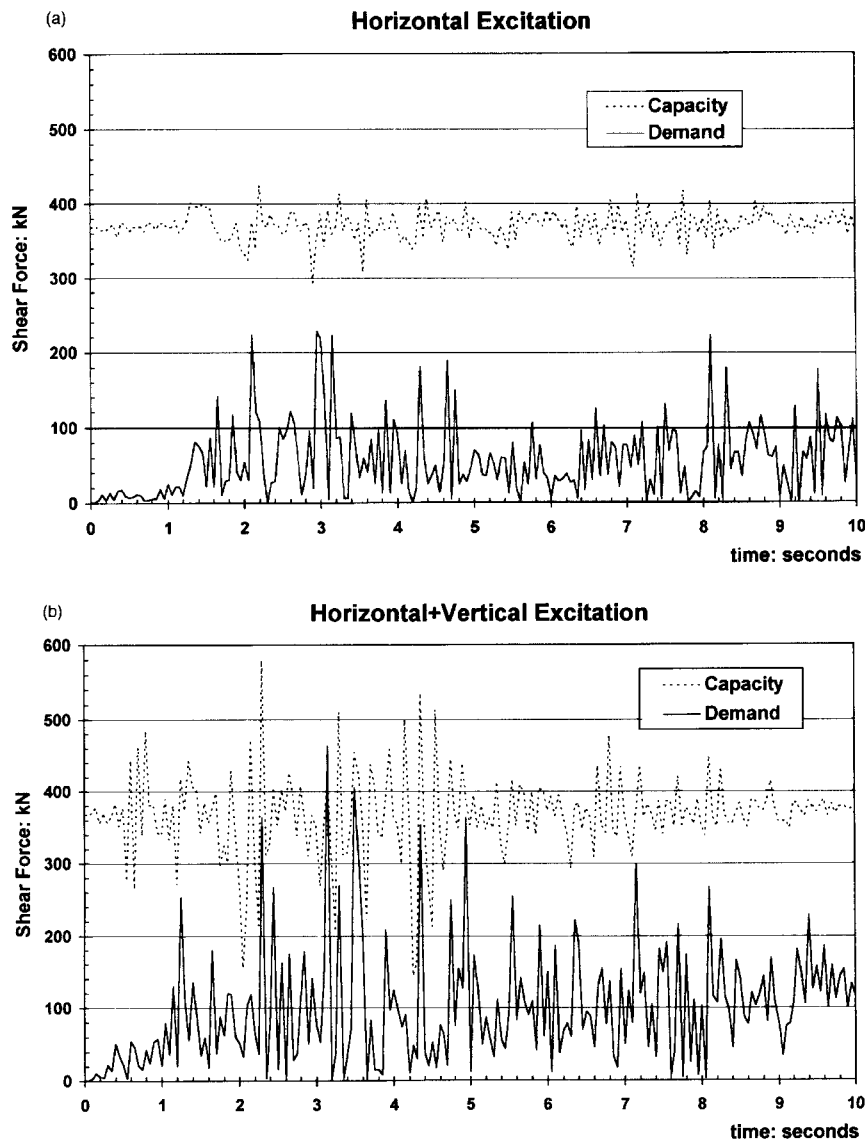 (a)
Horizontal Excitation
600
500
400
300
200
100
0
Shear Force: kN
Capacity
Demand
0 1 2 3 4 5 6 7 8 9 10
time: seconds
(b)
Horizontal+Vertical Excitation
600
500
400
300
200
100
0
Shear Force: kN
Capacity
Demand
0 1 2 3 4 5 6 7 8 9 10
time: seconds